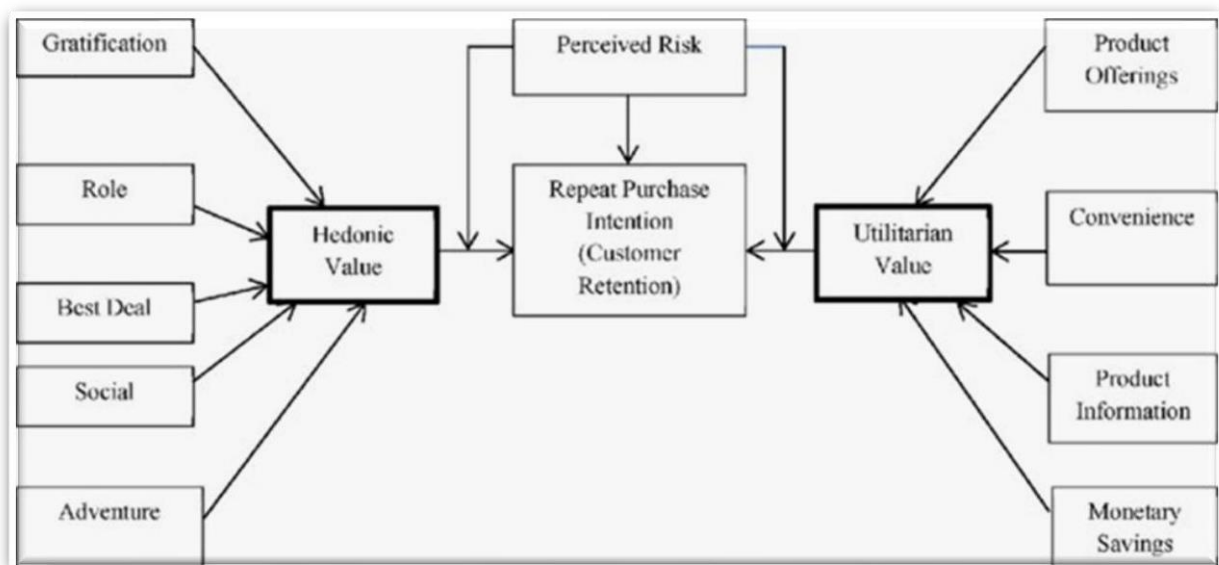 Gratification
Role
Best Deal
Social
Adventure
Hedonic
Value
Perceived Risk
Repeat Purchase
Intention
(Customer
Retention)
Utilitarian
Value
Product
Offerings
Convenience
Product
Information
Monetary
Savings